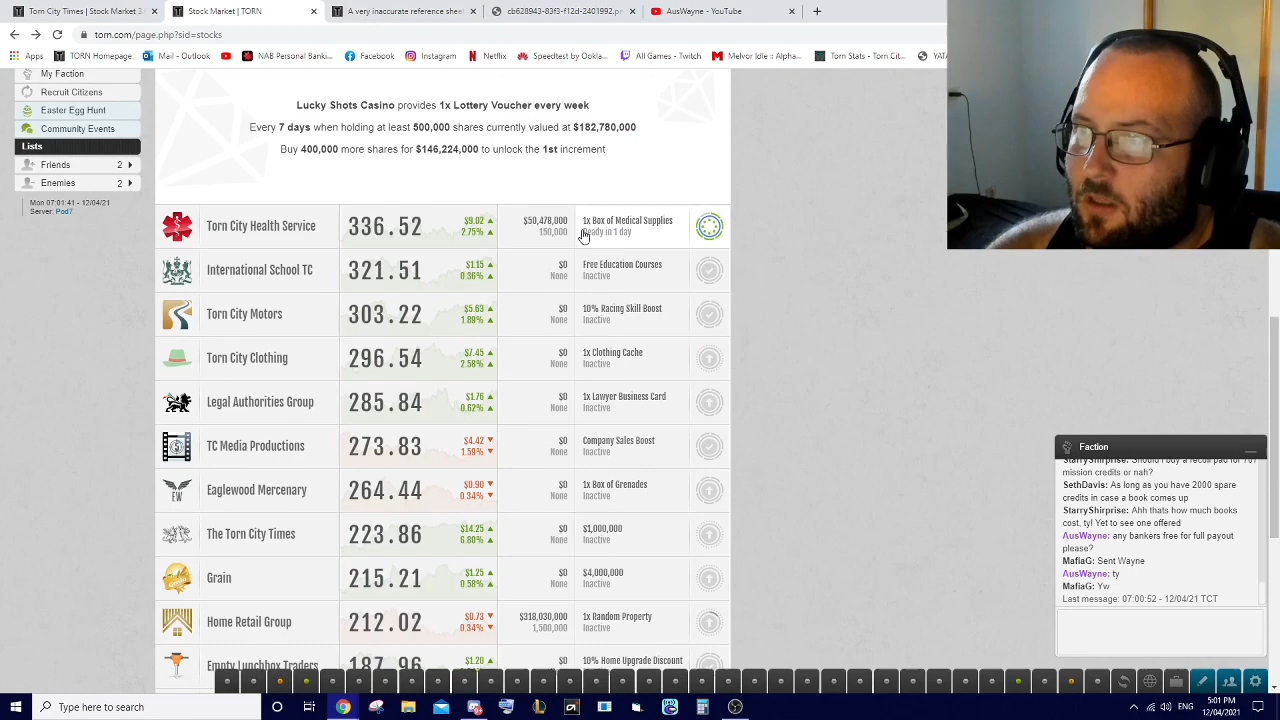 Torn City Times | Stock Market 3.
Stock Market | TORN
A very inaccurate reference shee
cb628943-83f3-f12d-2401992.pr
AusWayne - YouTube
torn.com/page.php?sid=stocks
Apps
TORN Homepage
Mail - Outlook
NAB Personal Bankin...
Facebook
Instagram
Netflix
Speedtest by Ookla...
All Games - Twitch
Melvor Idle :: Alpha...
Torn Stats - Torn Cit...
YATA
My Faction
Recruit Citizens
Easter Egg Hunt
Community Events
Lists
Friends 2
Enemies 2
Mon 07:01:41 - 12/04/21
Server: Pod7
Lucky Shots Casino provides 1x Lottery Voucher every week
Every 7 days when holding at least 500,000 shares currently valued at $182,780,000
Buy 400,000 more shares for $146,224,000 to unlock the 1st increment
Torn City Health Service 336.52 $9.02 2.75% $50,478,000 150,000 1x Box of Medical Supplies Ready in 1 day
International School TC 321.51 $1.15 0.36% $0 None Free Education Courses Inactive
Torn City Motors 303.22 $5.63 1.89% $0 None 10% Racing Skill Boost Inactive
Torn City Clothing 296.54 $7.45 2.58% $0 None 1x Clothing Cache Inactive
Legal Authorities Group 285.84 $1.76 0.62% $0 None 1x Lawyer Business Card Inactive
TC Media Productions 273.83 $4.42 1.59% $0 None Company Sales Boost Inactive
Eaglewood Mercenary 264.44 $0.90 0.34% $0 None 1x Box of Grenades Inactive
The Torn City Times 223.86 $14.25 6.80% $0 None $1,000,000 Inactive
Grain 215.21 $1.25 0.58% $0 None $4,000,000 Inactive
Home Retail Group 212.02 $0.73 0.34% $318,030,000 1,500,000 1x Random Property Inactive
Empty Lunchbox Traders 187.96 $1.20 $0 10% Home Upgrade Discount
Faction
mission credits or nah?
SethDavis: As long as you have 2000 spare
credits in case a book comes up
StarryShirprise: Ahh thats how much books
cost, ty! Yet to see one offered
AusWayne: any bankers free for full payout
please?
MafiaG: Sent Wayne
AusWayne: ty
MafiaG: Yw
Last message: 07:00:52 - 12/04/21 TCT
Type here to search
5:01 PM
12/04/2021